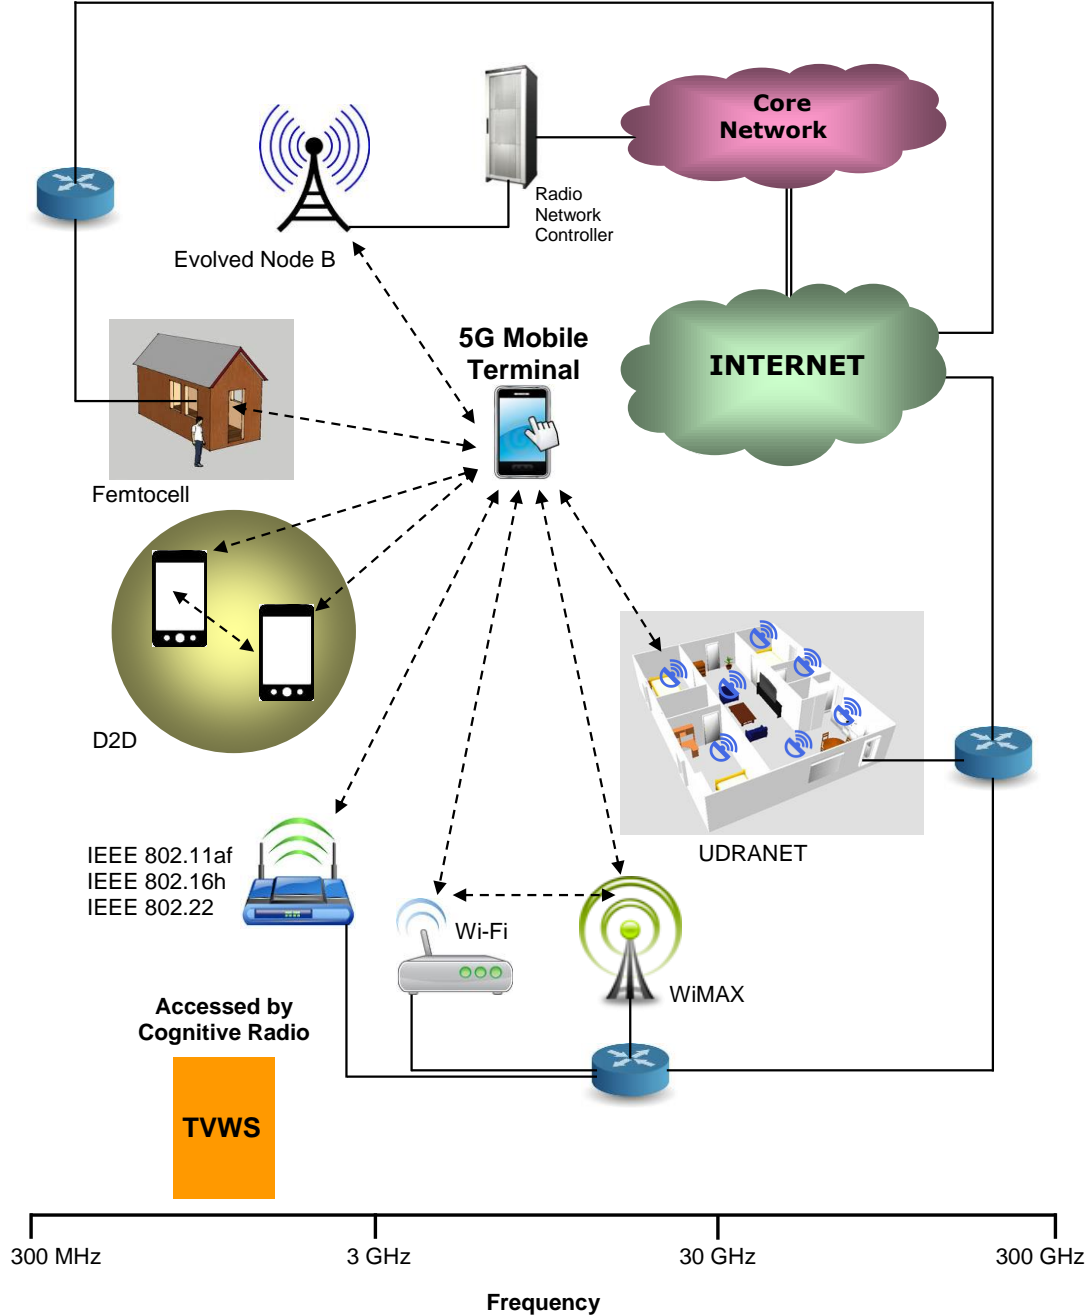 Core
Network
Radio
Network
Controller
Evolved Node B
5G Mobile
Terminal
INTERNET
Femtocell
D2D
UDRANET
IEEE 802.11af
IEEE 802.16h
IEEE 802.22
Wi-Fi
WiMAX
Accessed by
Cognitive Radio
TVWS
300 MHz
3 GHz
30 GHz
300 GHz
Frequency